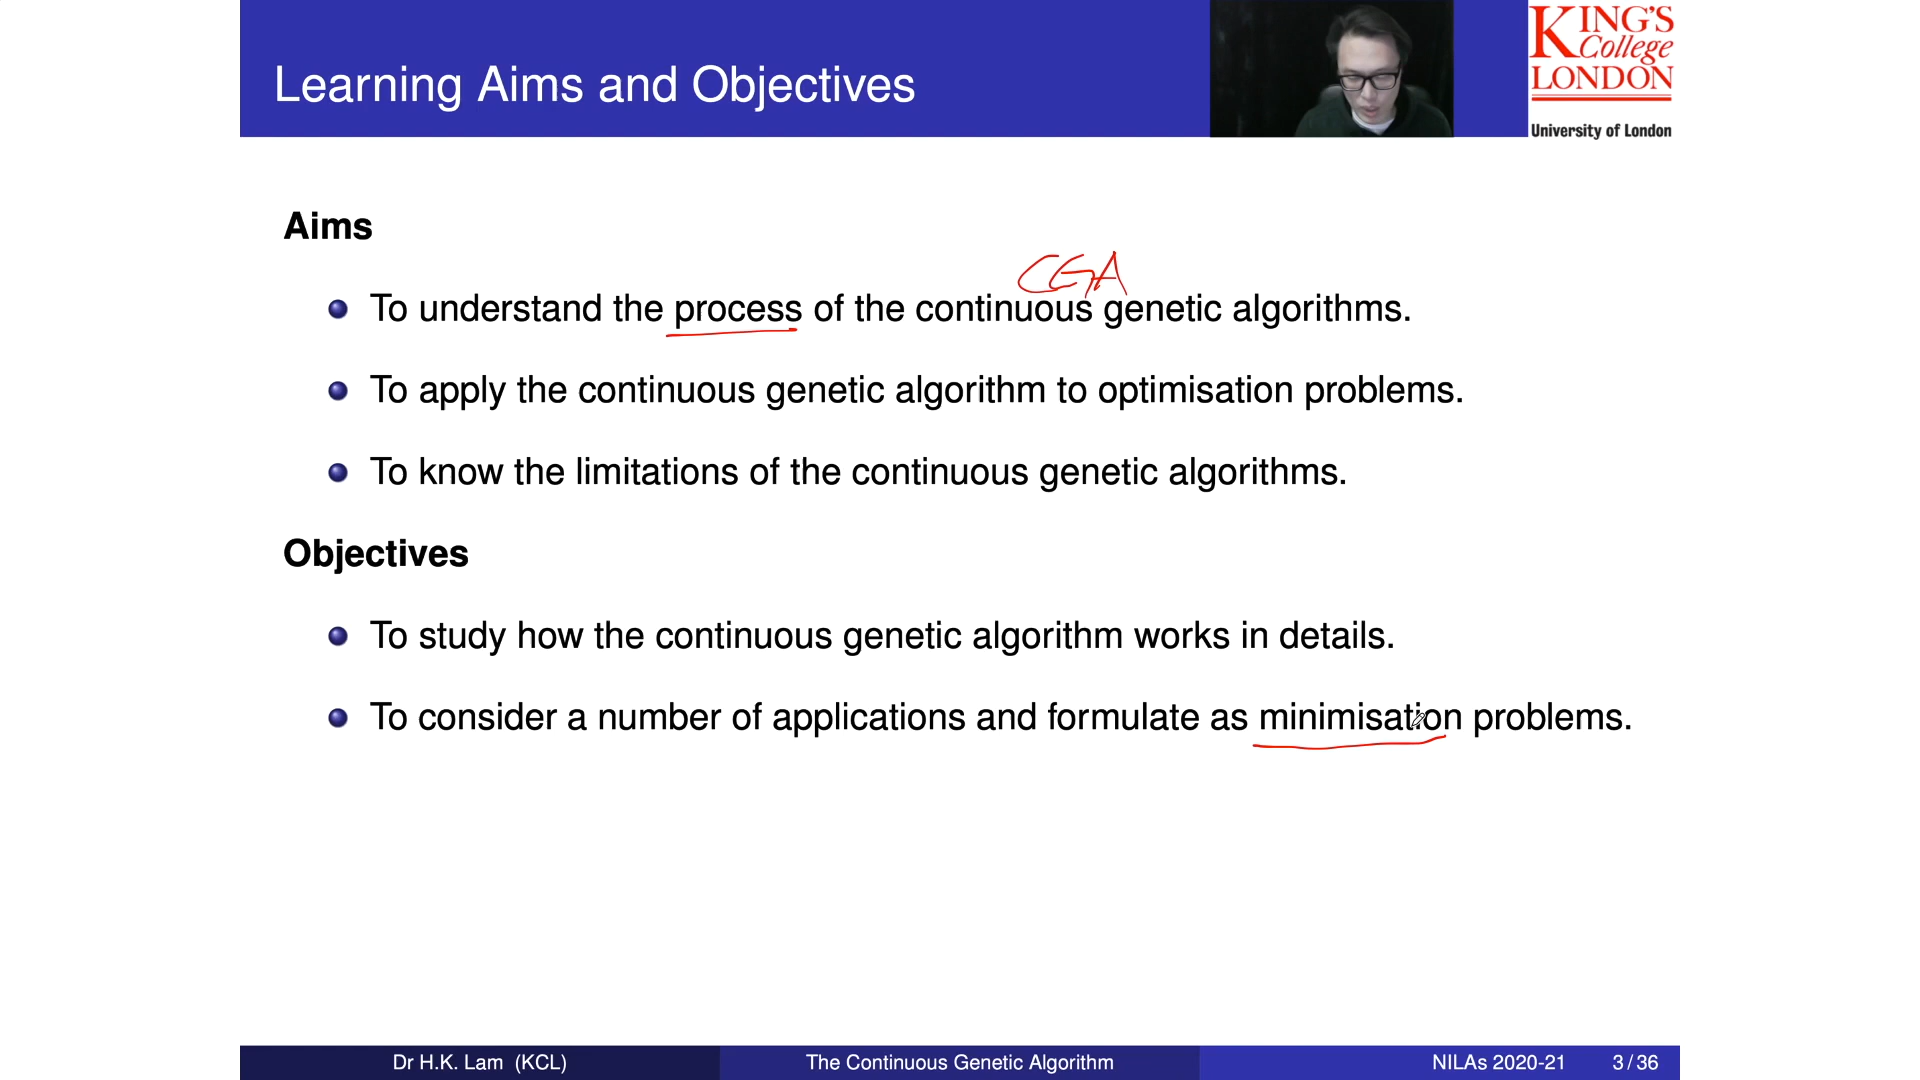 Learning Aims and Objectives
KING'S
College
LONDON
University of London
Aims
CGA
To understand the process of the continuous genetic algorithms.
To apply the continuous genetic algorithm to optimisation problems.
To know the limitations of the continuous genetic algorithms.
Objectives
To study how the continuous genetic algorithm works in details.
To consider a number of applications and formulate as minimisation problems.
Dr H.K. Lam (KCL) The Continuous Genetic Algorithm NILAs 2020-21 3 / 36